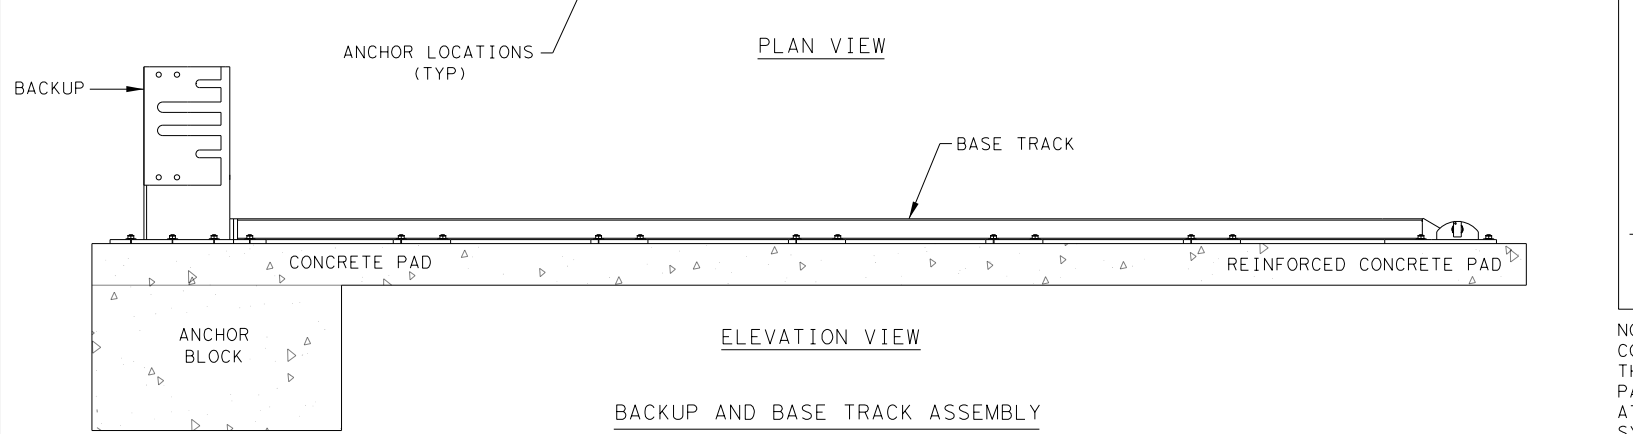 PLAN VIEW
ANCHOR LOCATIONS
(TYP)
BACKUP
BASE TRACK
CONCRETE PAD
REINFORCED CONCRETE PAD
ANCHOR
BLOCK
ELEVATION VIEW
BACKUP AND BASE TRACK ASSEMBLY